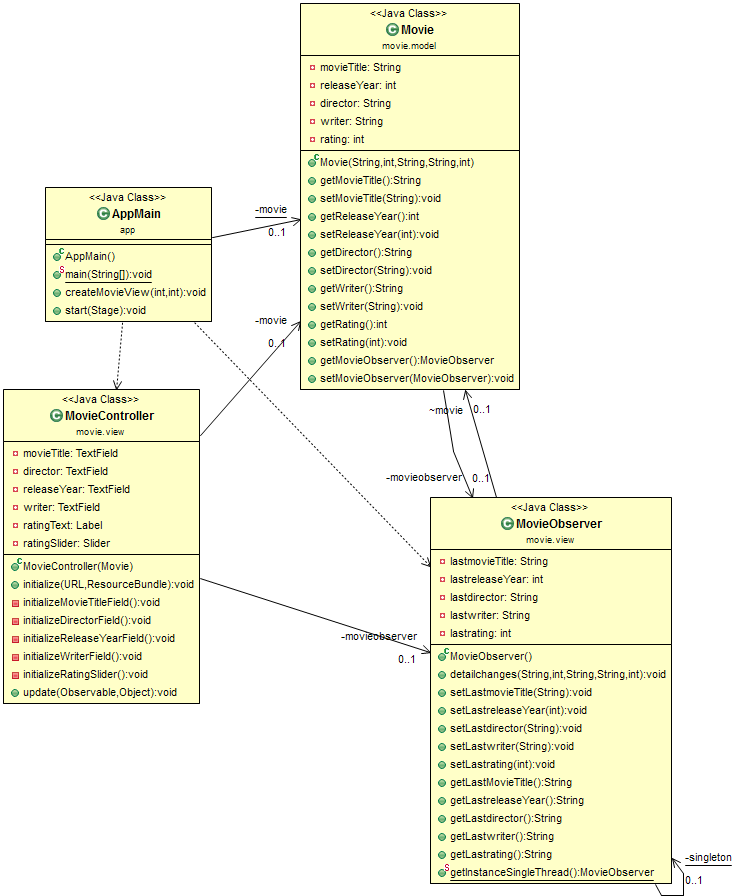 <<Java Class>>
Movie
movie.model
movieTitle: String
releaseYear: int
director: String
writer: String
rating: int
Movie(String,int,String,String,int)
getMovieTitle():String
setMovieTitle(String):void
getReleaseYear():int
setReleaseYear(int):void
getDirector():String
setDirector(String):void
getWriter():String
setWriter(String):void
getRating():int
setRating(int):void
getMovieObserver():MovieObserver
setMovieObserver(MovieObserver):void
<<Java Class>>
AppMain
app
AppMain()
main(String[]):void
createMovieView(int,int):void
start(Stage):void
-movie
0..1
-movie
0..1
<<Java Class>>
MovieController
movie.view
movieTitle: TextField
director: TextField
releaseYear: TextField
writer: TextField
ratingText: Label
ratingSlider: Slider
MovieController(Movie)
initialize(URL,ResourceBundle):void
initializeMovieTitleField():void
initializeDirectorField():void
initializeReleaseYearField():void
initializeWriterField():void
initializeRatingSlider():void
update(Observable,Object):void
~movie
0..1
-movieobserver
0..1
-movieobserver
0..1
<<Java Class>>
MovieObserver
movie.view
lastmovieTitle: String
lastreleaseYear: int
lastdirector: String
lastwriter: String
lastrating: int
MovieObserver()
detailchanges(String,int,String,String,int):void
setLastmovieTitle(String):void
setLastreleaseYear(int):void
setLastdirector(String):void
setLastwriter(String):void
setLastrating(int):void
getLastMovieTitle():String
getLastreleaseYear():String
getLastdirector():String
getLastwriter():String
getLastrating():String
getInstanceSingleThread():MovieObserver
-singleton
0..1